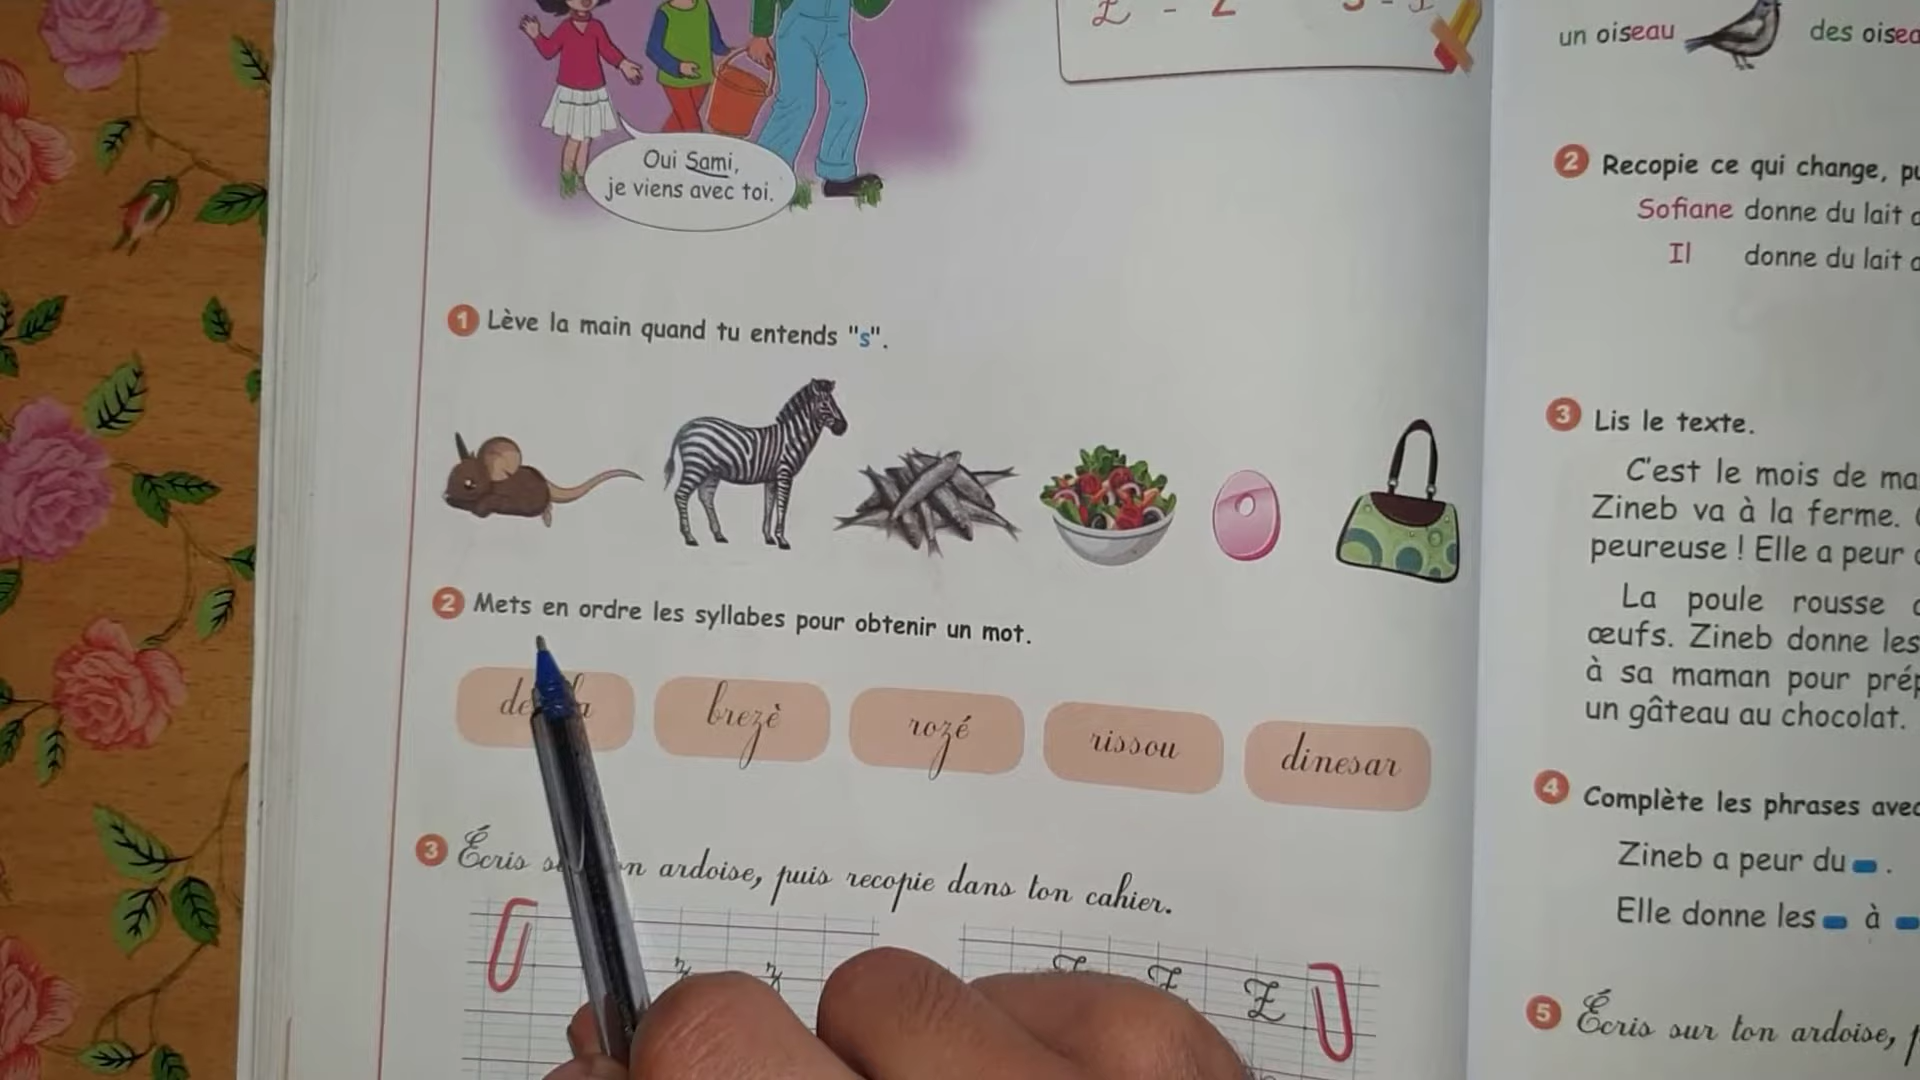 Oui Sami,
je viens avec toi.
1 Lève la main quand tu entends "s".
2 Mets en ordre les syllabes pour obtenir un mot.
brezè
rozé
rissou
dinesar
3 Écris ardoise, puis recopie dans ton cahier.
Z
un oiseau
des
2 Recopie ce qui change,
Sofiane donne du lait
Il donne du lait
3 Lis le texte.
C'est le mois de
Zineb va à la ferme.
peureuse ! Elle a peur
La poule rousse
œufs. Zineb donne les
à sa maman pour
un gâteau au chocolat.
4 Complète les phrases
Zineb a peur du .
Elle donne les à
5 Écris sur ton ardoise,